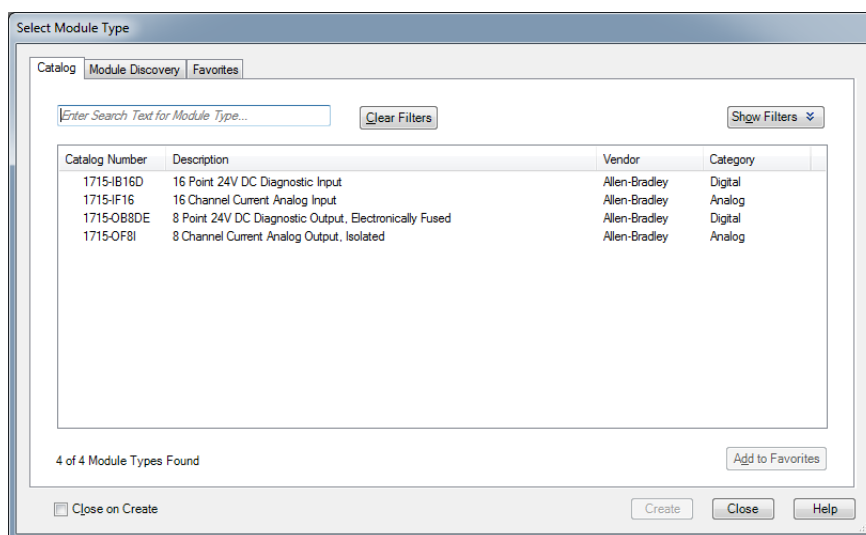 Select Module Type
Catalog Module Discovery Favorites
Enter Search Text for Module Type... Clear Filters Show Filters
Catalog Number Description Vendor Category
1715-IB16D 16 Point 24V DC Diagnostic Input Allen-Bradley Digital
1715-IF16 16 Channel Current Analog Input Allen-Bradley Analog
1715-OB8DE 8 Point 24V DC Diagnostic Output, Electronically Fused Allen-Bradley Digital
1715-OF8I 8 Channel Current Analog Output, Isolated Allen-Bradley Analog
4 of 4 Module Types Found Add to Favorites
Close on Create Create Close Help